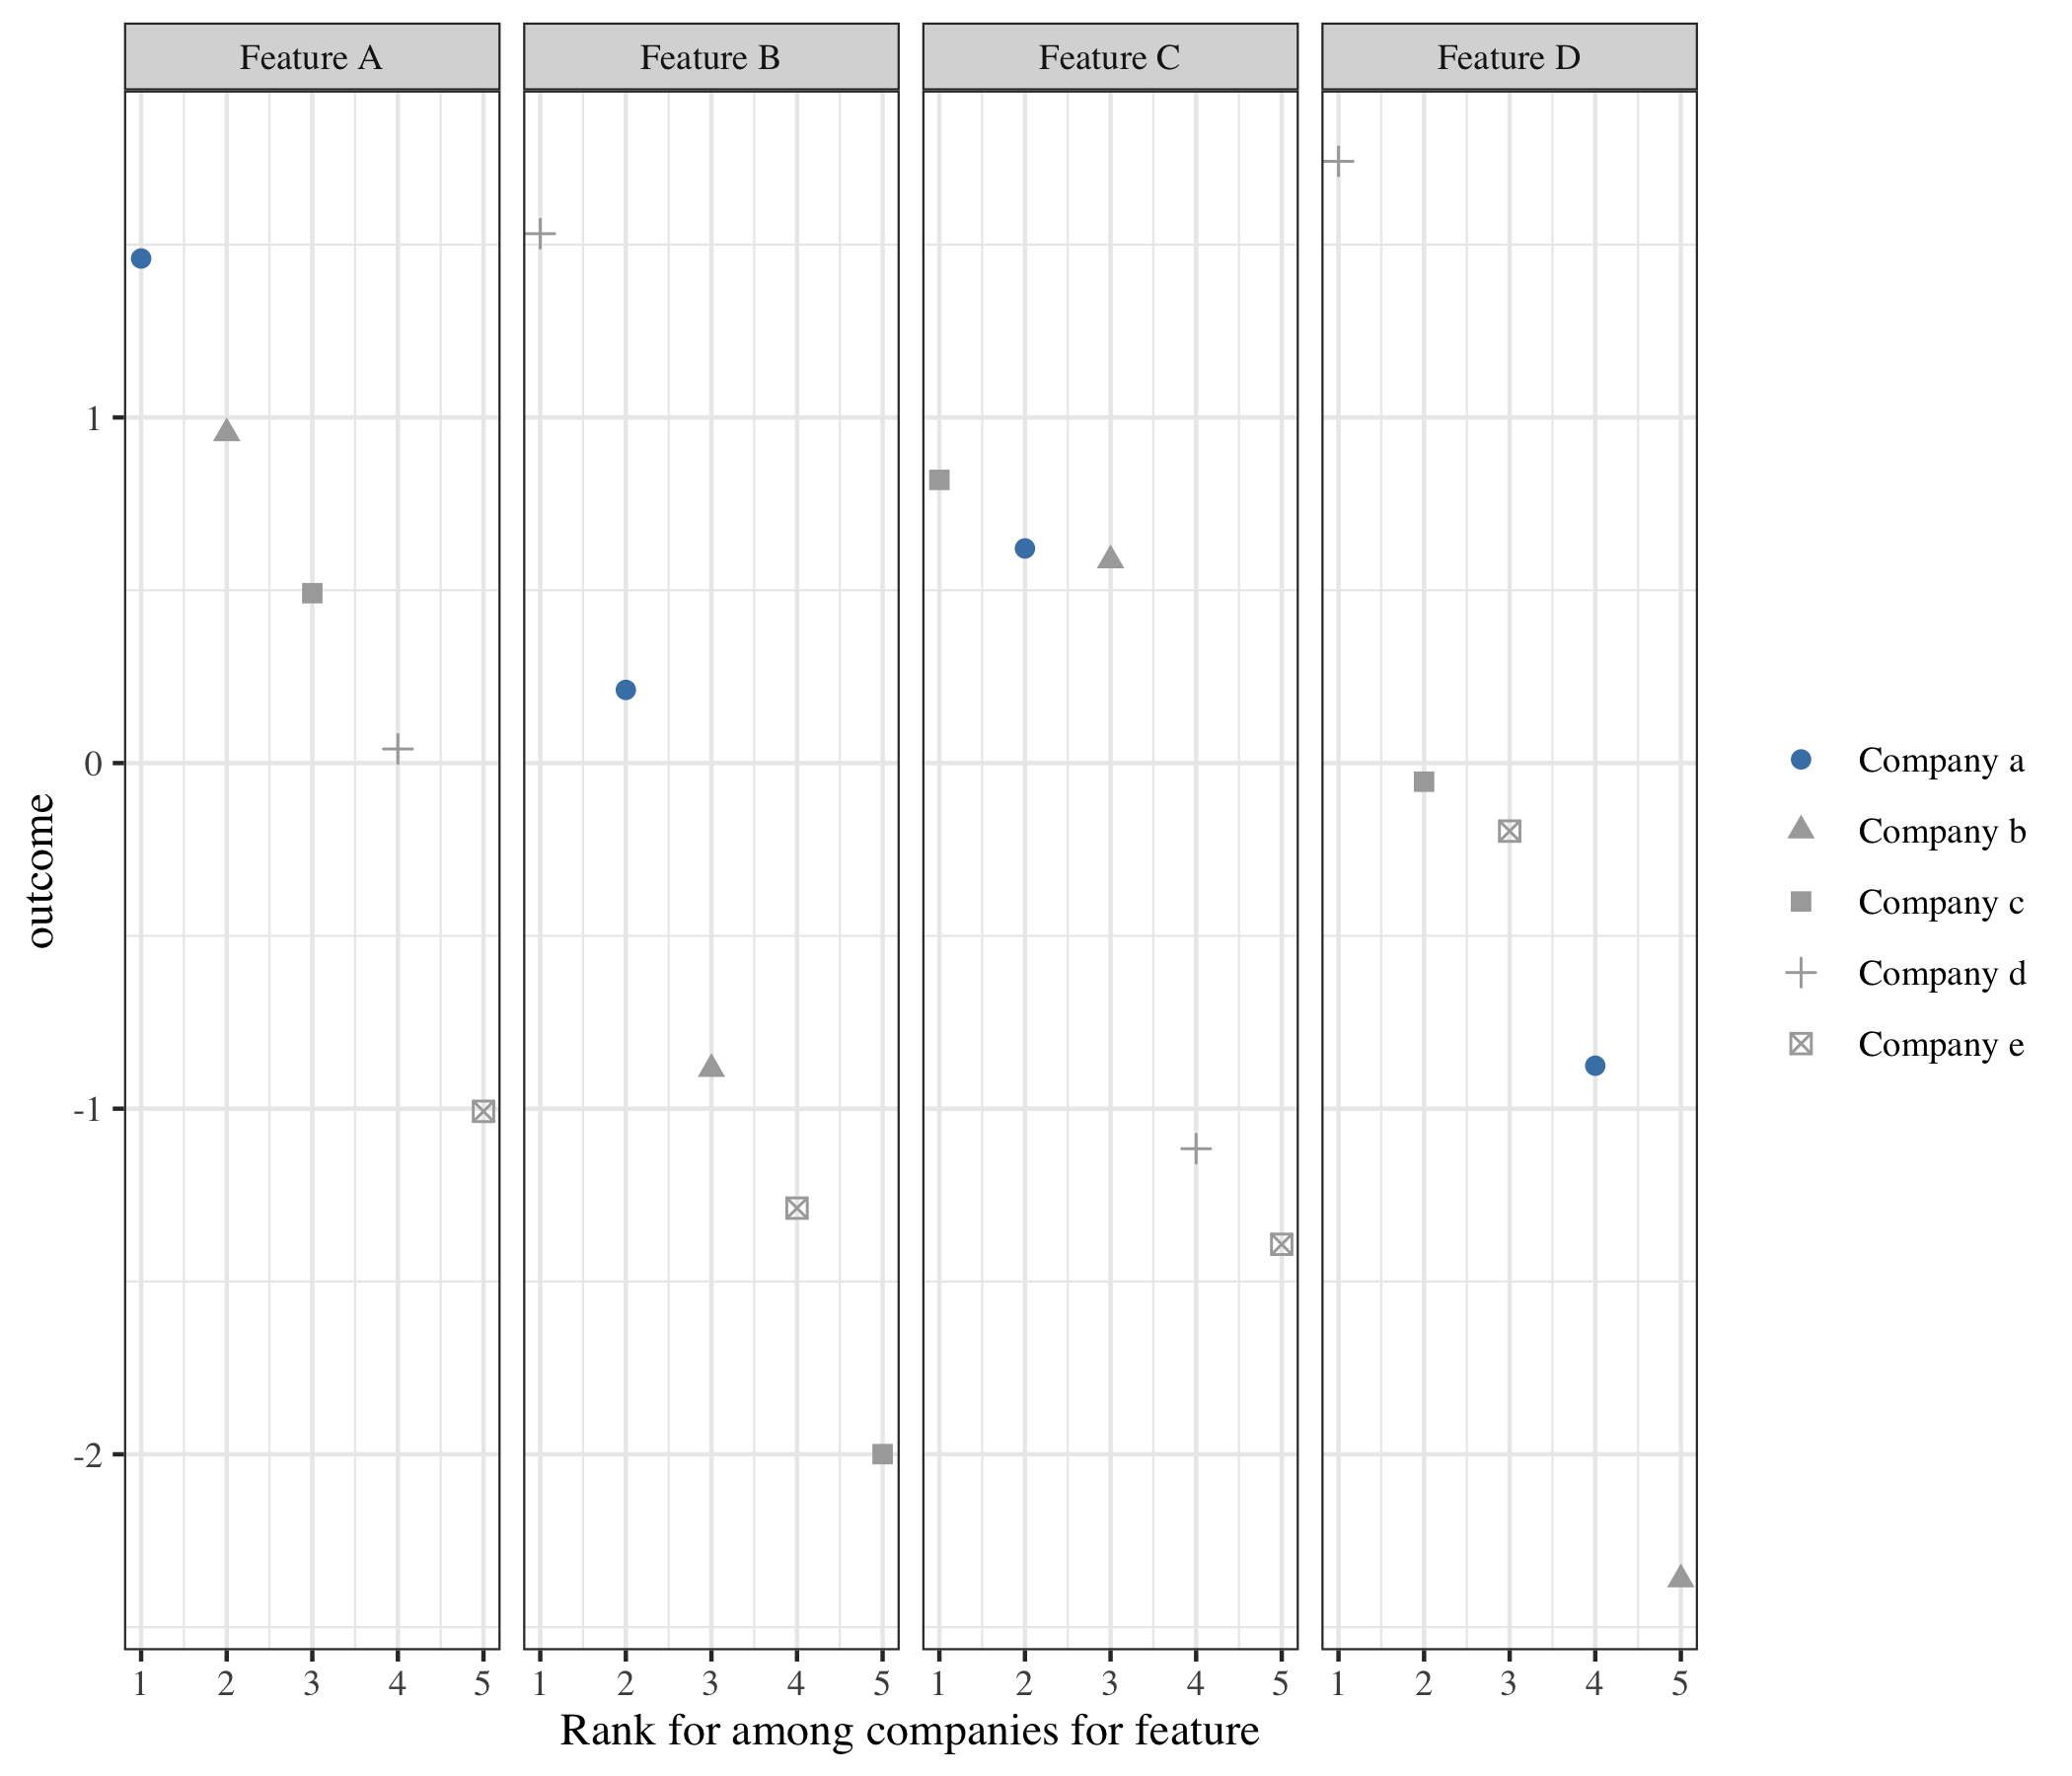 Feature A
Feature B
Feature C
Feature D
outcome
1
0
-1
-2
1 2 3 4 5
1 2 3 4 5
1 2 3 4 5
1 2 3 4 5
Rank for among companies for feature
Company a
Company b
Company c
Company d
Company e